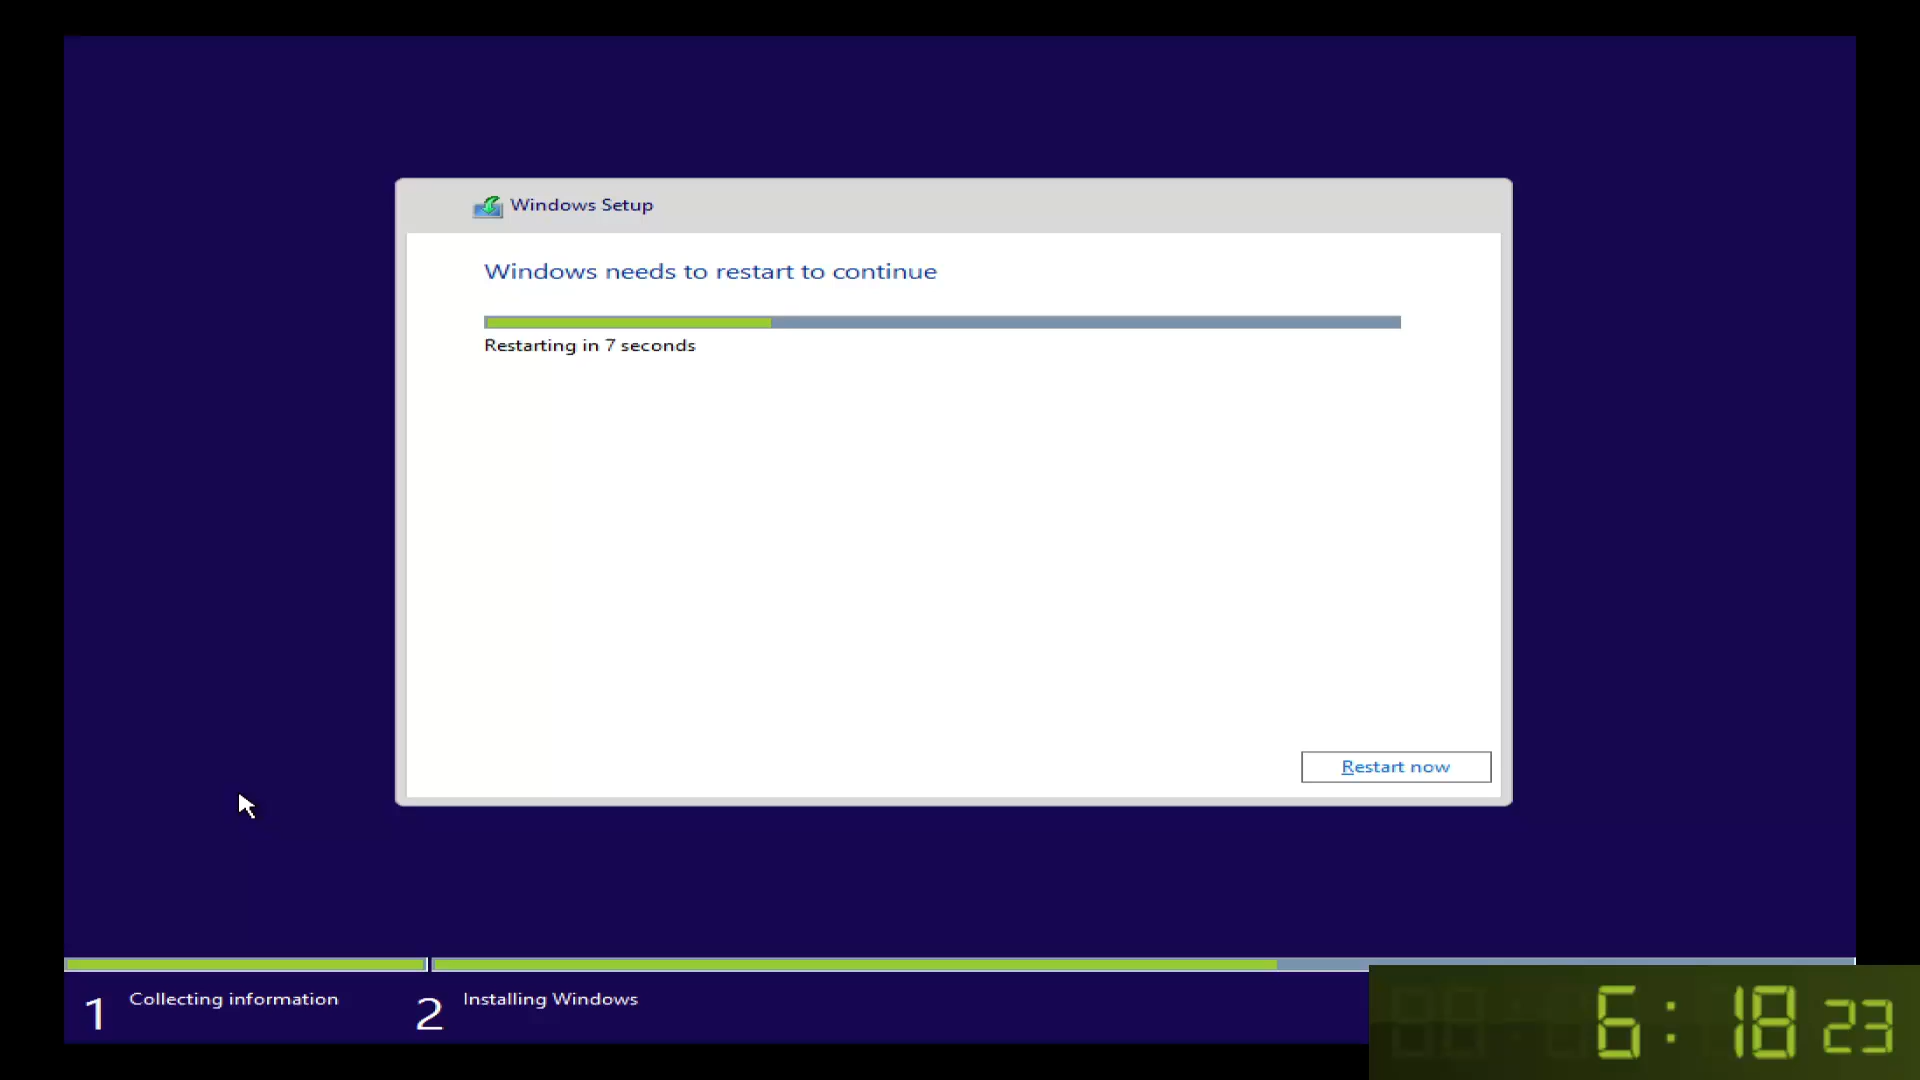 Windows Setup
Windows needs to restart to continue
Restarting in 7 seconds
Restart now
1 Collecting information
2 Installing Windows
6:18 23